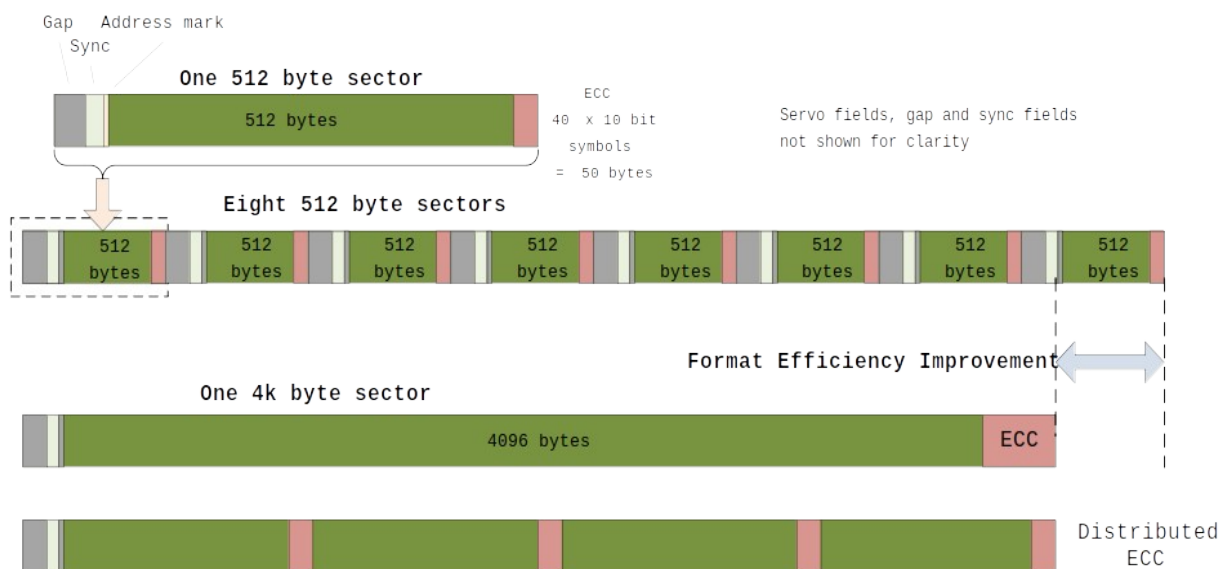 Gap Address mark
Sync
One 512 byte sector
512 bytes
ECC
40 x 10 bit
symbols
= 50 bytes
Servo fields, gap and sync fields
not shown for clarity
Eight 512 byte sectors
512 512 512 512 512 512 512 512
bytes bytes bytes bytes bytes bytes bytes bytes
Format Efficiency Improvement
One 4k byte sector
4096 bytes
ECC
Distributed
ECC